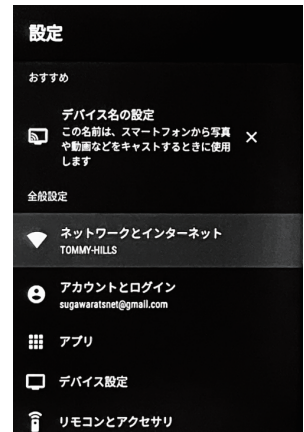 設定
おすすめ
デバイス名の設定
この名前は、スマートフォンから写真
や動画などをキャストするときに使用
します
全般設定
ネットワークとインターネット
TOMMY-HILLS
アカウントとログイン
sugawaratsnet@gmail.com
アプリ
デバイス設定
リモコンとアクセサリ